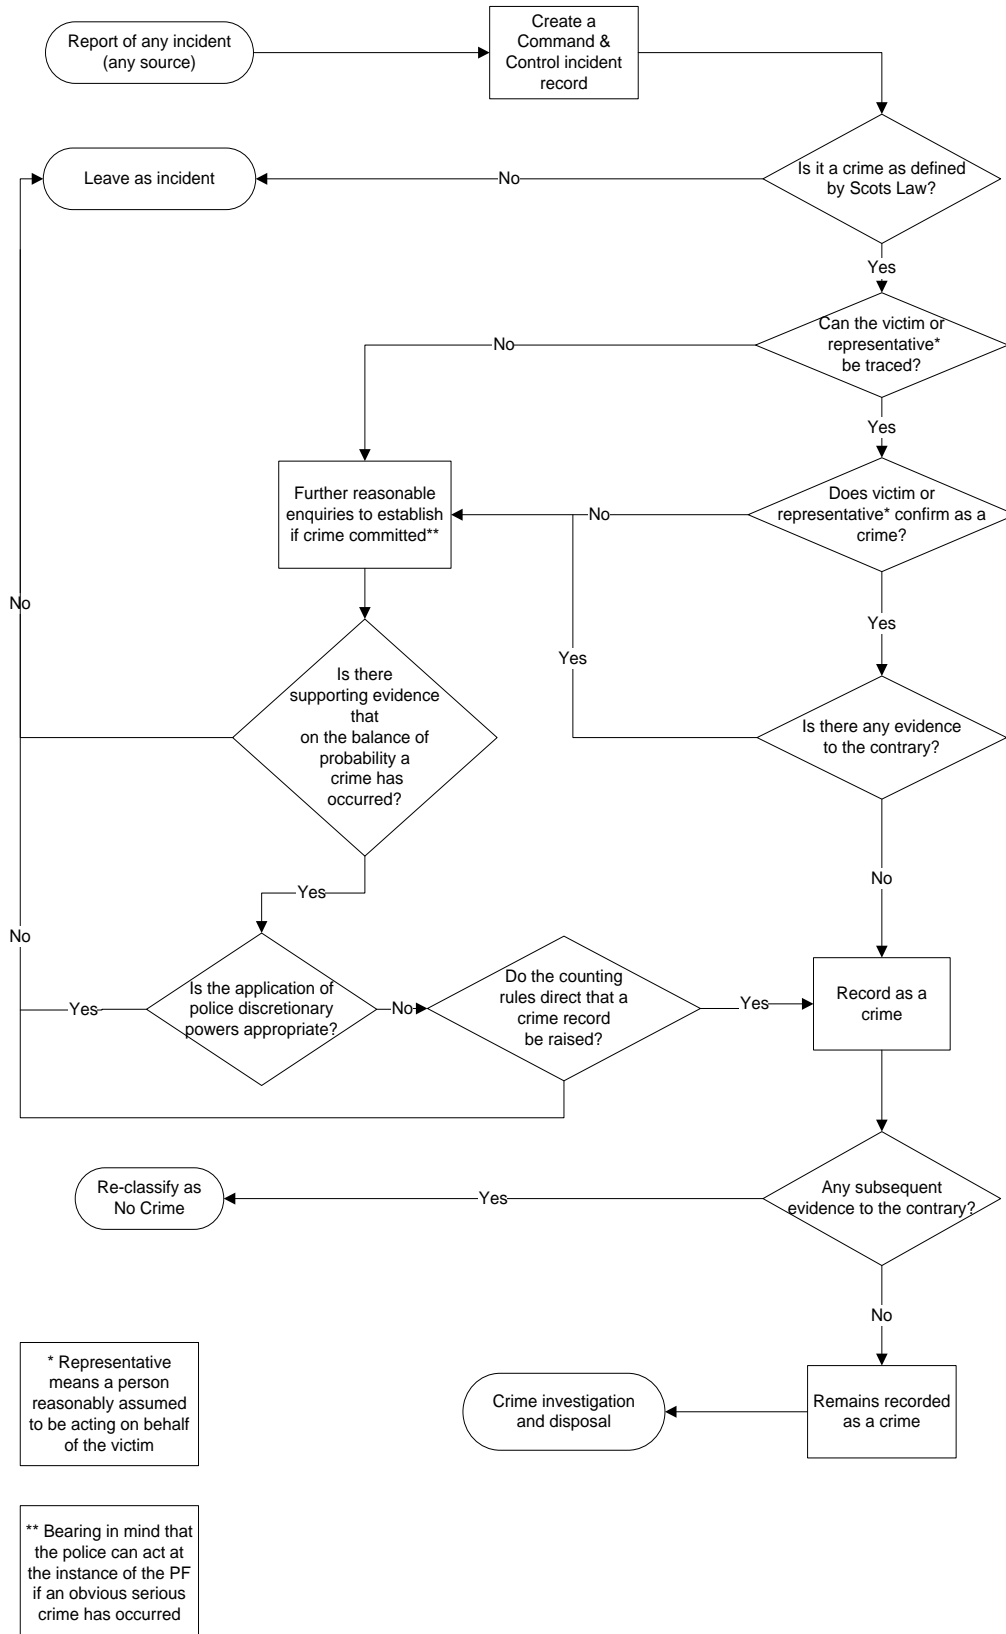 Report of any incident
(any source)
Create a
Command &
Control incident
record
Leave as incident
No
Is it a crime as defined
by Scots Law?
Yes
Can the victim or
representative*
be traced?
No
Yes
Further reasonable
enquiries to establish
if crime committed**
No
Does victim or
representative* confirm as a
crime?
No
Yes
Yes
Is there
supporting evidence
that
on the balance of
probability a
crime has
occurred?
Is there any evidence
to the contrary?
Yes
No
No
Yes
Is the application of
police discretionary
powers appropriate?
No
Do the counting
rules direct that a
crime record
be raised?
Yes
Record as a
crime
Re-classify as
No Crime
Yes
Any subsequent
evidence to the contrary?
No
* Representative
means a person
reasonably assumed
to be acting on behalf
of the victim
Crime investigation
and disposal
Remains recorded
as a crime
** Bearing in mind that
the police can act at
the instance of the PF
if an obvious serious
crime has occurred